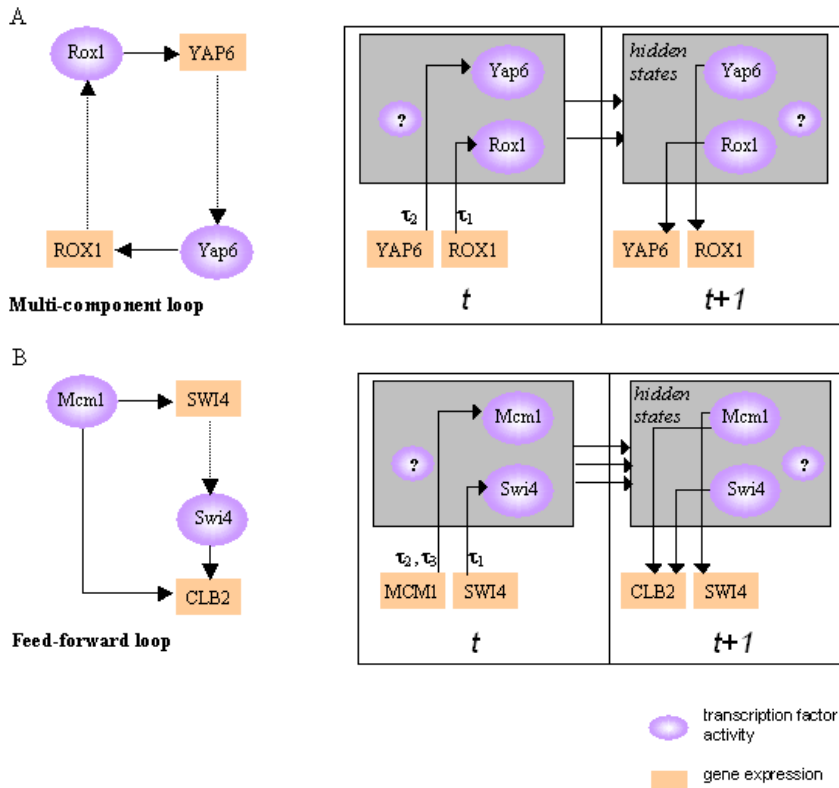 A
Rox1
YAP6
ROX1
Yap6
Multi-component loop
Yap6
?
Rox1
τ2
τ1
YAP6
ROX1
t
hidden
states
Yap6
?
Rox1
YAP6
ROX1
t+1
B
Mcm1
SWI4
Swi4
CLB2
Feed-forward loop
Mcm1
?
Swi4
τ2, τ3
τ1
MCM1
SWI4
t
hidden
states
Mcm1
?
Swi4
CLB2
SWI4
t+1
transcription factor
activity
gene expression